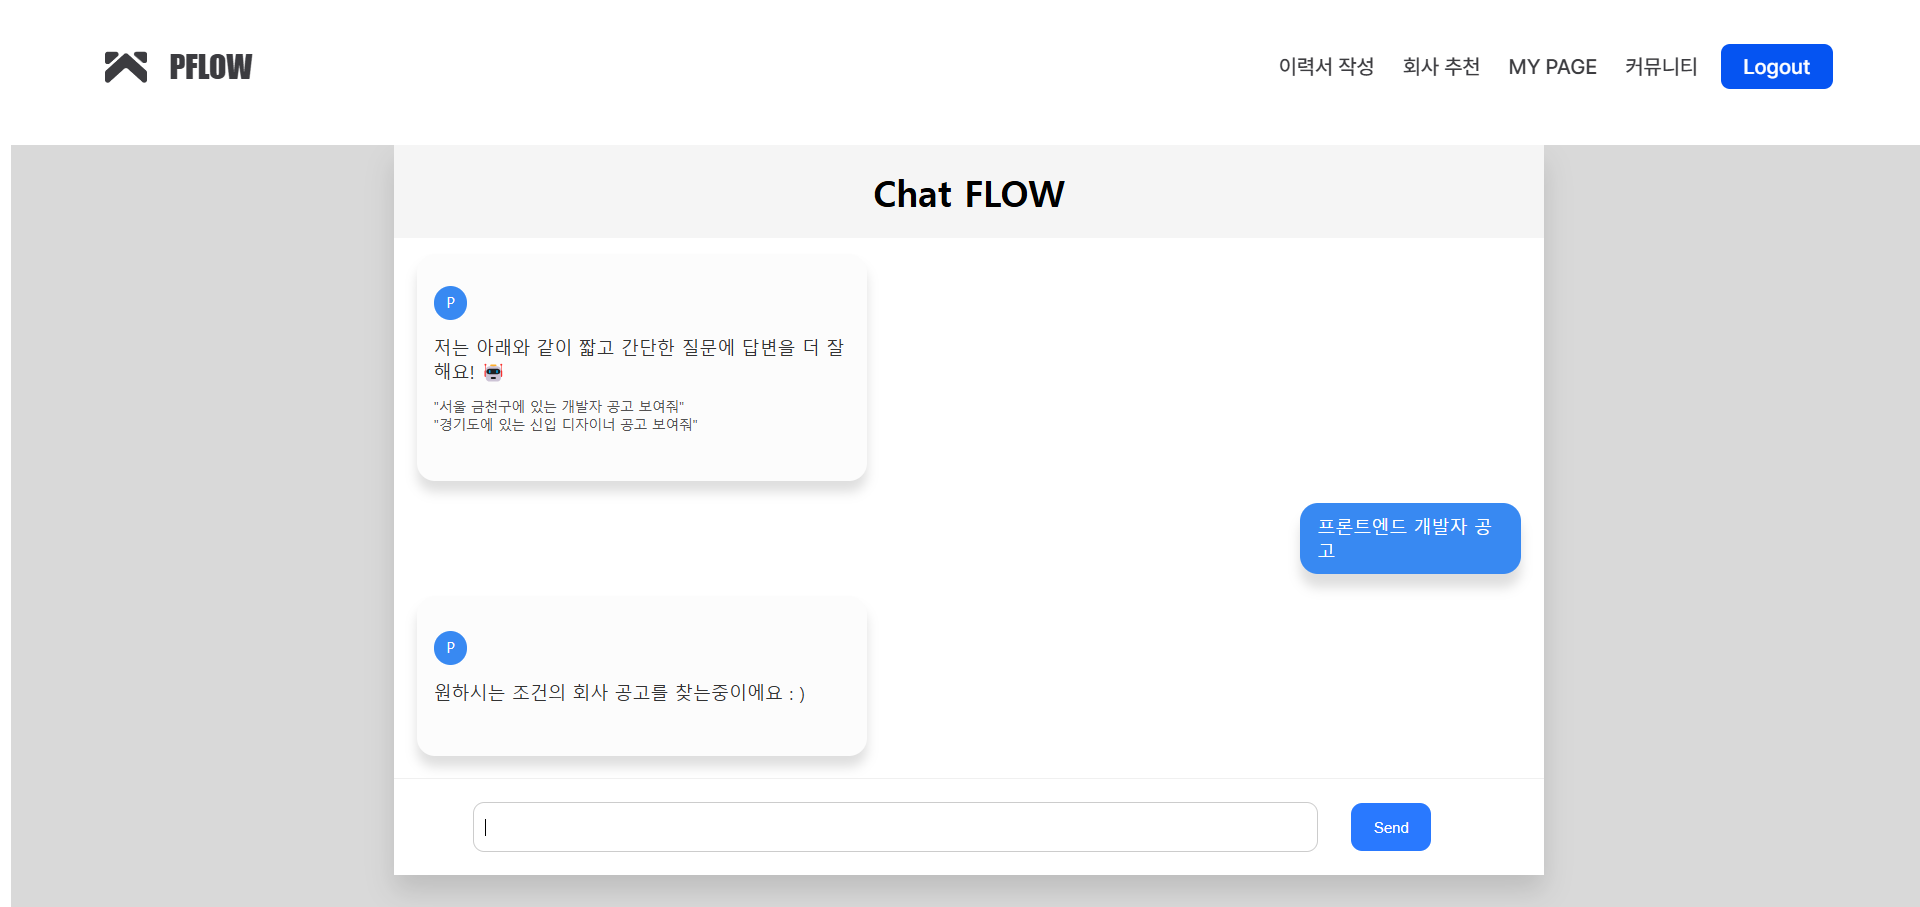 PFLOW
이력서 작성 회사 추천 MY PAGE 커뮤니티 Logout
Chat FLOW
P
저는 아래와 같이 짧고 간단한 질문에 답변을 더 잘
해요! 🤖
"서울 금천구에 있는 개발자 공고 보여줘"
"경기도에 있는 신입 디자이너 공고 보여줘"
프론트엔드 개발자 공
고
P
원하시는 조건의 회사 공고를 찾는중이에요 : )
Send